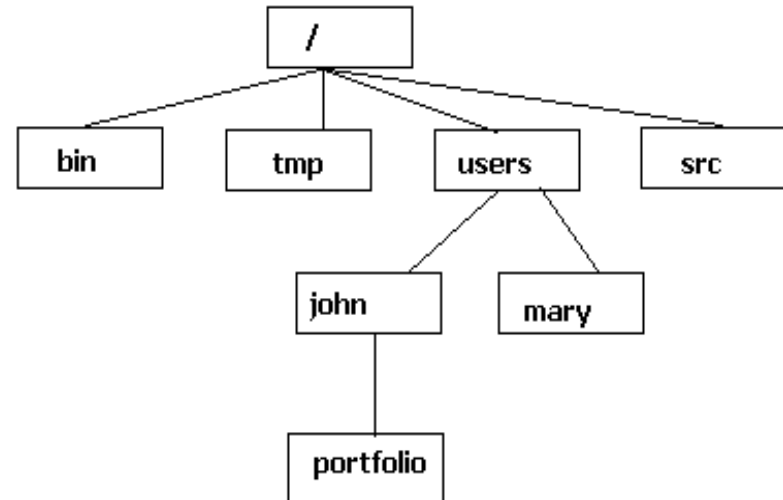 /
bin
tmp
users
src
john
mary
portfolio